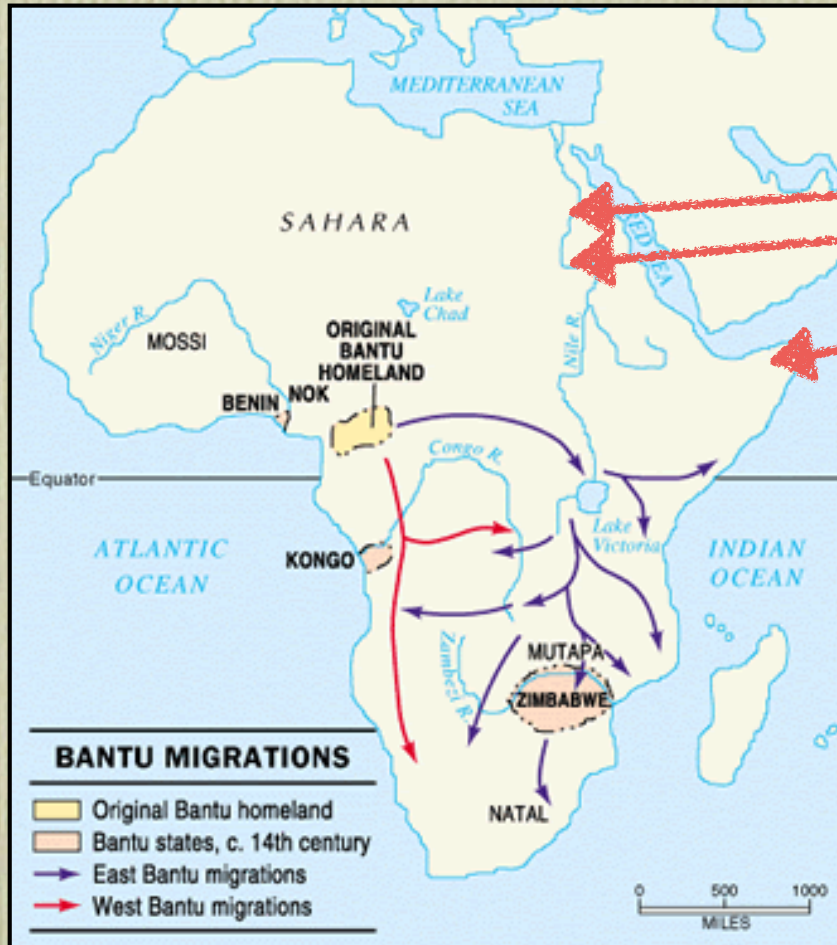 MEDITERRANEAN
SEA
SAHARA
RED SEA
Lake
Chad
Niger R.
MOSSI
ORIGINAL
BANTU
HOMELAND
Nile R.
BENIN
NOK
Congo R.
Equator
Lake
Victoria
ATLANTIC
OCEAN
KONGO
INDIAN
OCEAN
Zambezi R.
MUTAPA
ZIMBABWE
NATAL
BANTU MIGRATIONS
Original Bantu homeland
Bantu states, c. 14th century
East Bantu migrations
West Bantu migrations
0 500 1000
MILES